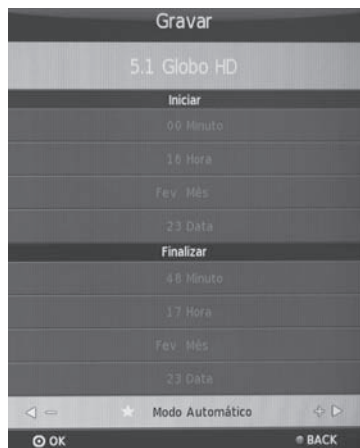 Gravar
5.1 Globo HD
Iniciar
00 Minuto
16 Hora
Fev Mês
23 Data
Finalizar
48 Minuto
17 Hora
Fev Mês
23 Data
Modo Automático
OK BACK